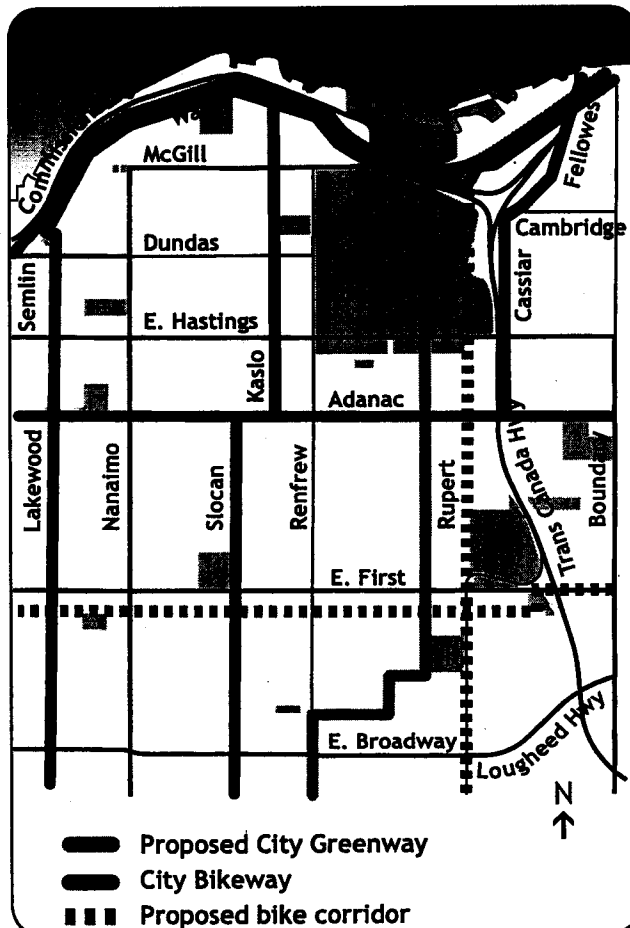 McGill
Fellowes
Cambridge
Dundas
Semlin
Cassiar
E. Hastings
Kaslo
Adanac
Lakewood
Nanaimo
Slocan
Renfrew
Rupert
Trans Canada Hwy
Boundary
E. First
E. Broadway
Lougheed Hwy
N
Proposed City Greenway
City Bikeway
Proposed bike corridor